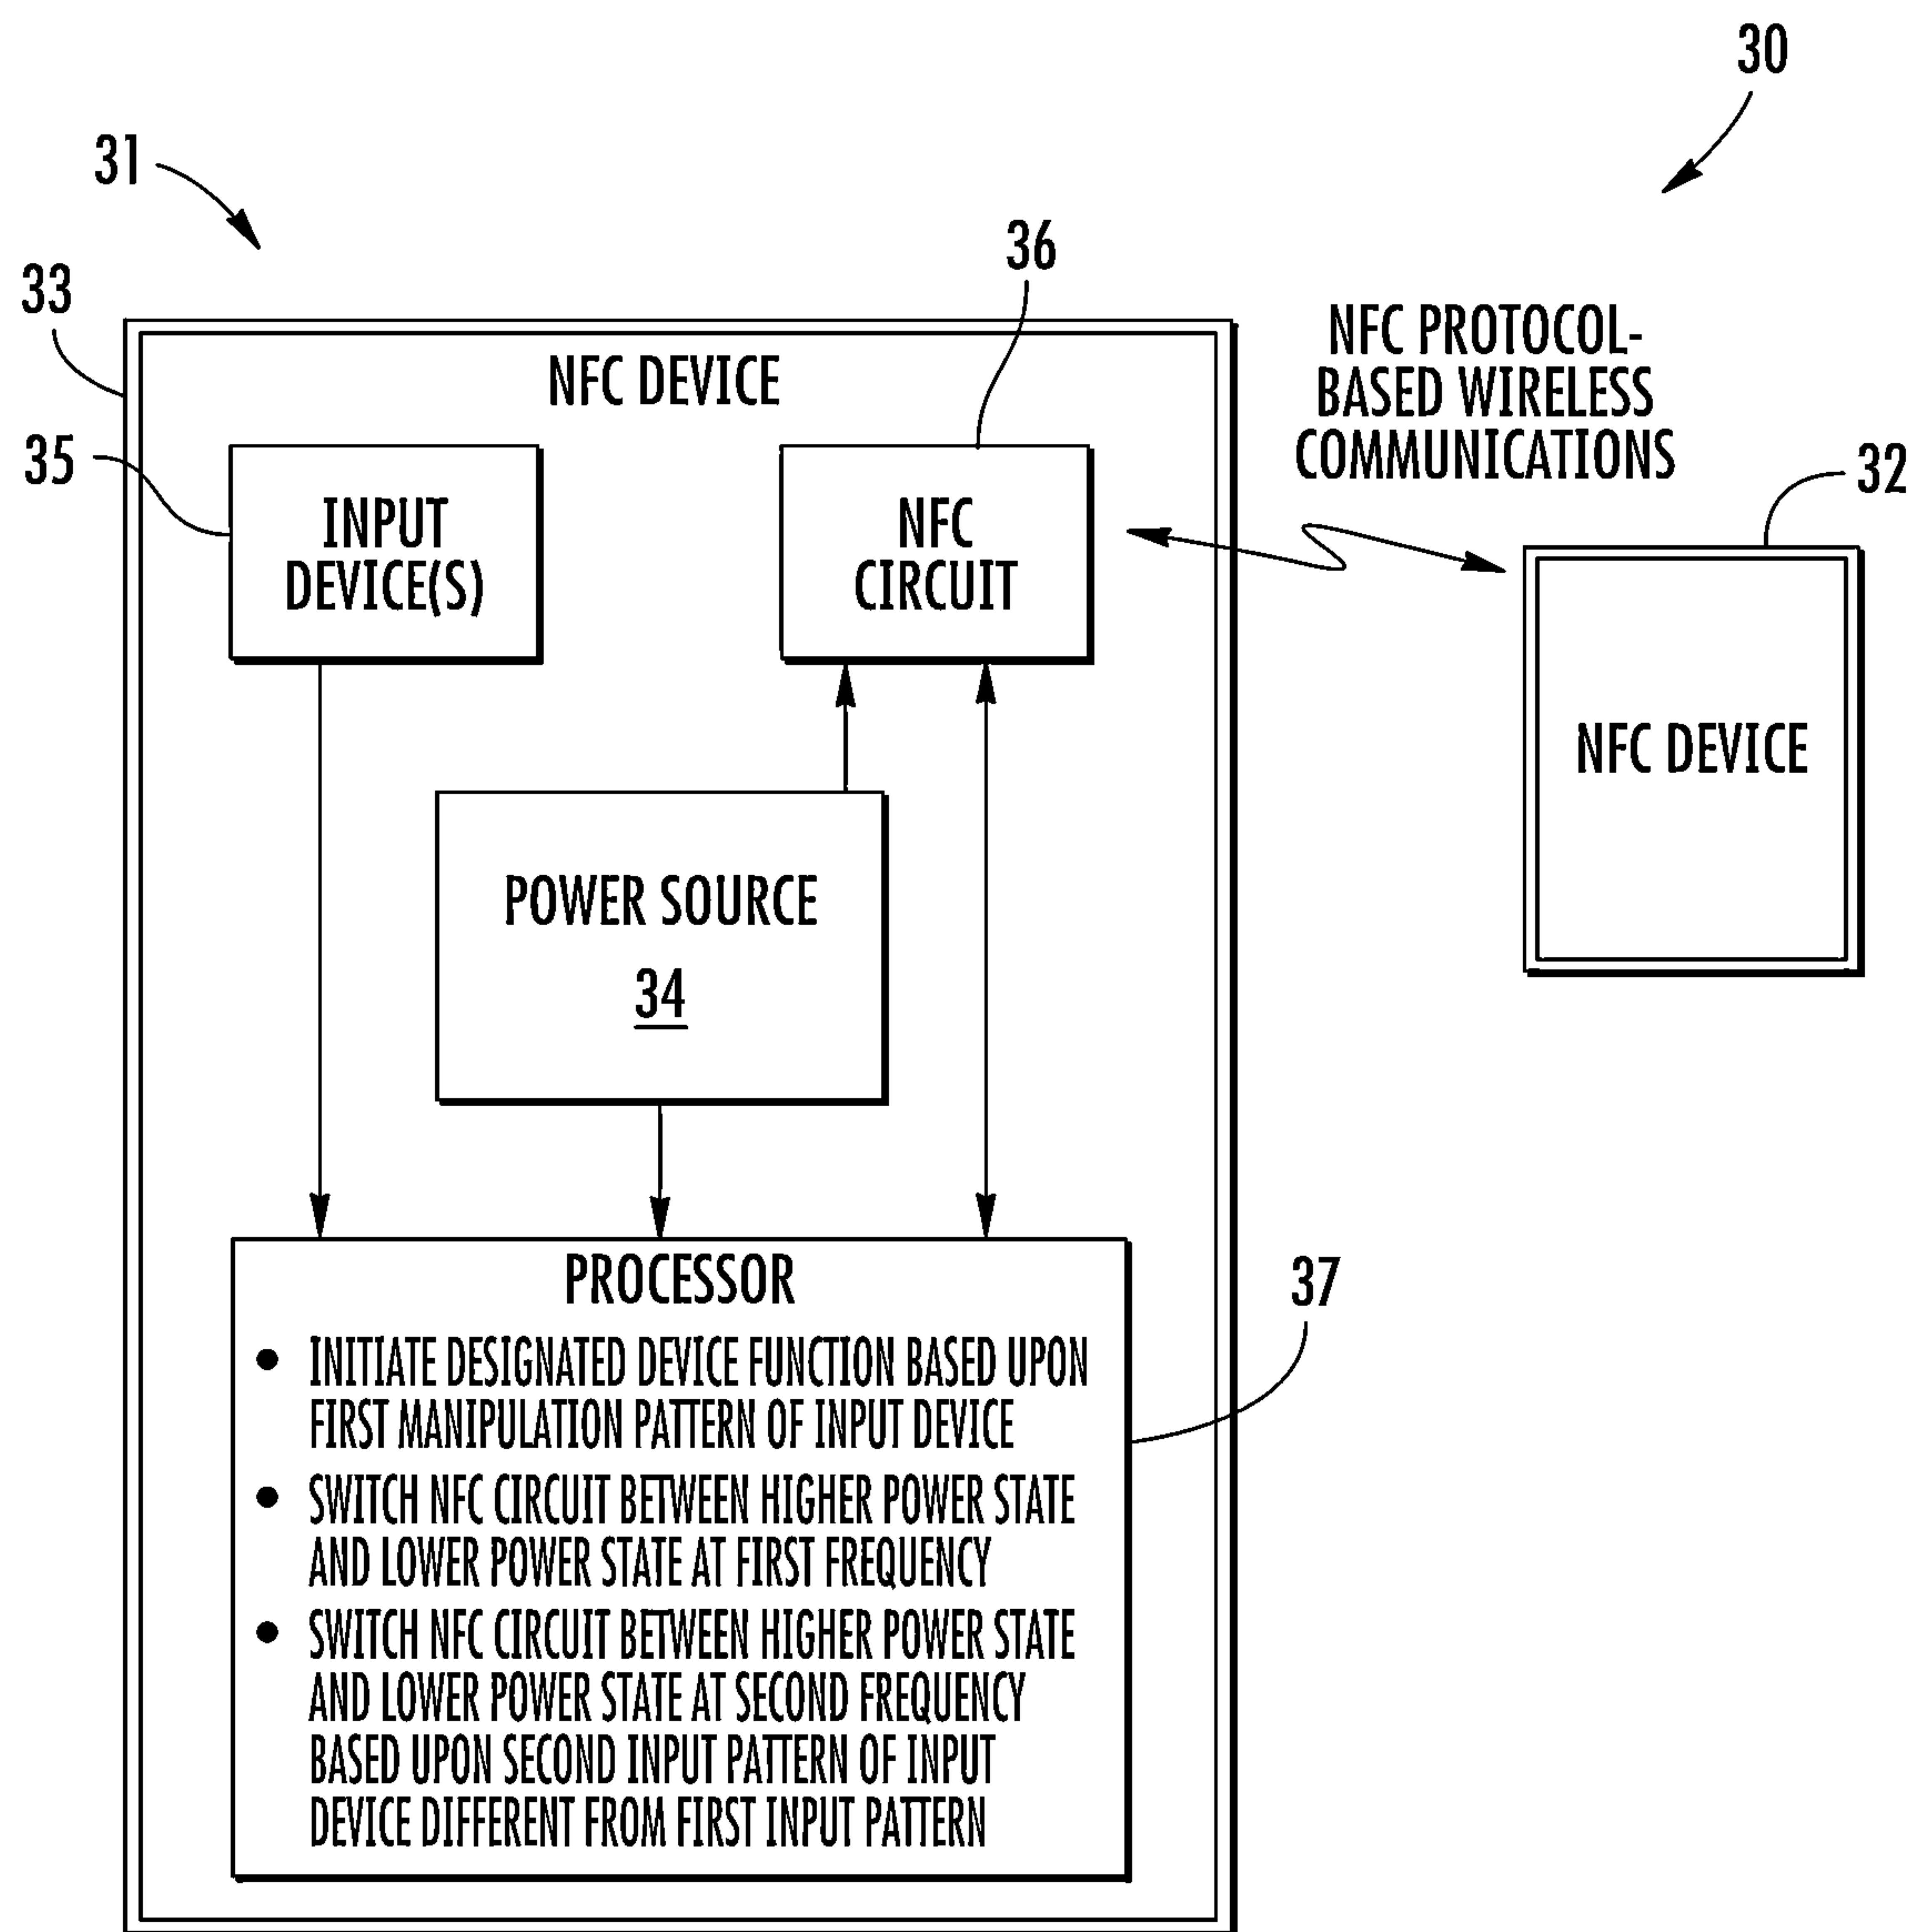 30
31
36
33
NFC DEVICE
NFC PROTOCOL-
BASED WIRELESS
COMMUNICATIONS
35
32
INPUT
DEVICE(S)
NFC
CIRCUIT
NFC DEVICE
POWER SOURCE
34
37
PROCESSOR
• INITIATE DESIGNATED DEVICE FUNCTION BASED UPON
FIRST MANIPULATION PATTERN OF INPUT DEVICE
• SWITCH NFC CIRCUIT BETWEEN HIGHER POWER STATE
AND LOWER POWER STATE AT FIRST FREQUENCY
• SWITCH NFC CIRCUIT BETWEEN HIGHER POWER STATE
AND LOWER POWER STATE AT SECOND FREQUENCY
BASED UPON SECOND INPUT PATTERN OF INPUT
DEVICE DIFFERENT FROM FIRST INPUT PATTERN